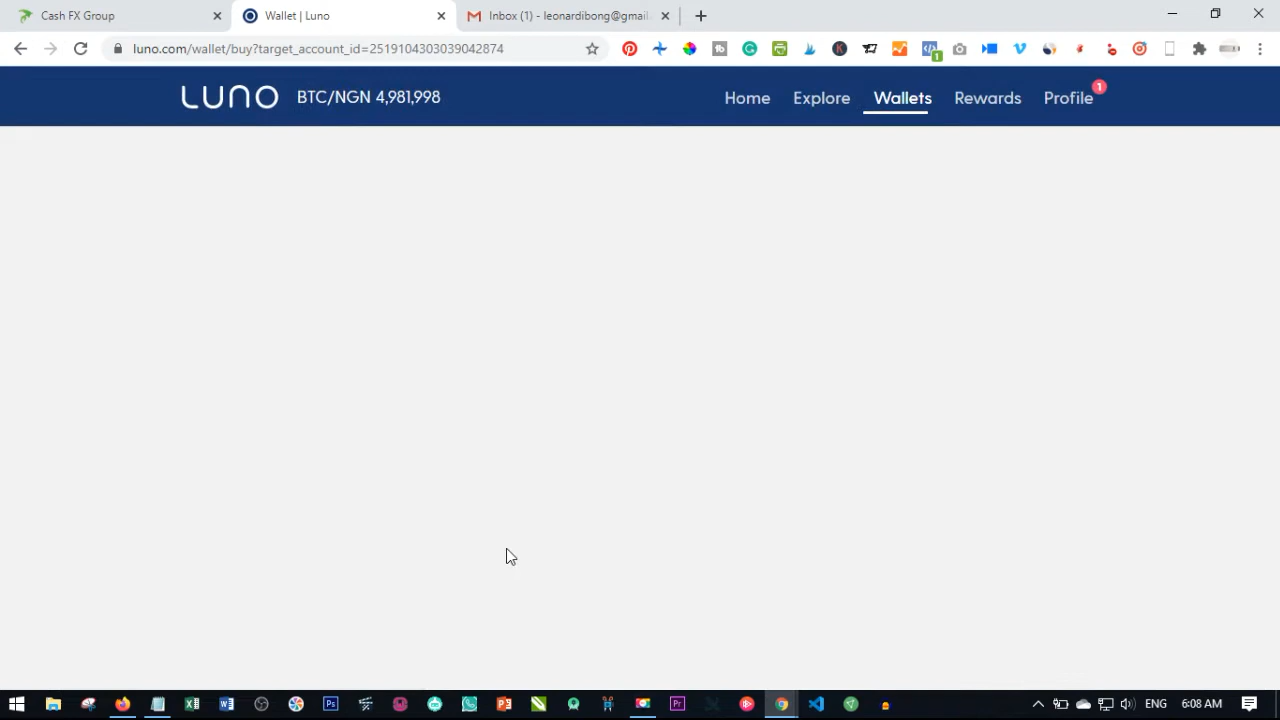 Cash FX Group
Wallet | Luno
Inbox (1) - leonardibong@gmail.
luno.com/wallet/buy?target_account_id=2519104303039042874
1
LUNO
BTC/NGN 4,981,998
Home
Explore
Wallets
Rewards
Profile
1
ENG
6:08 AM